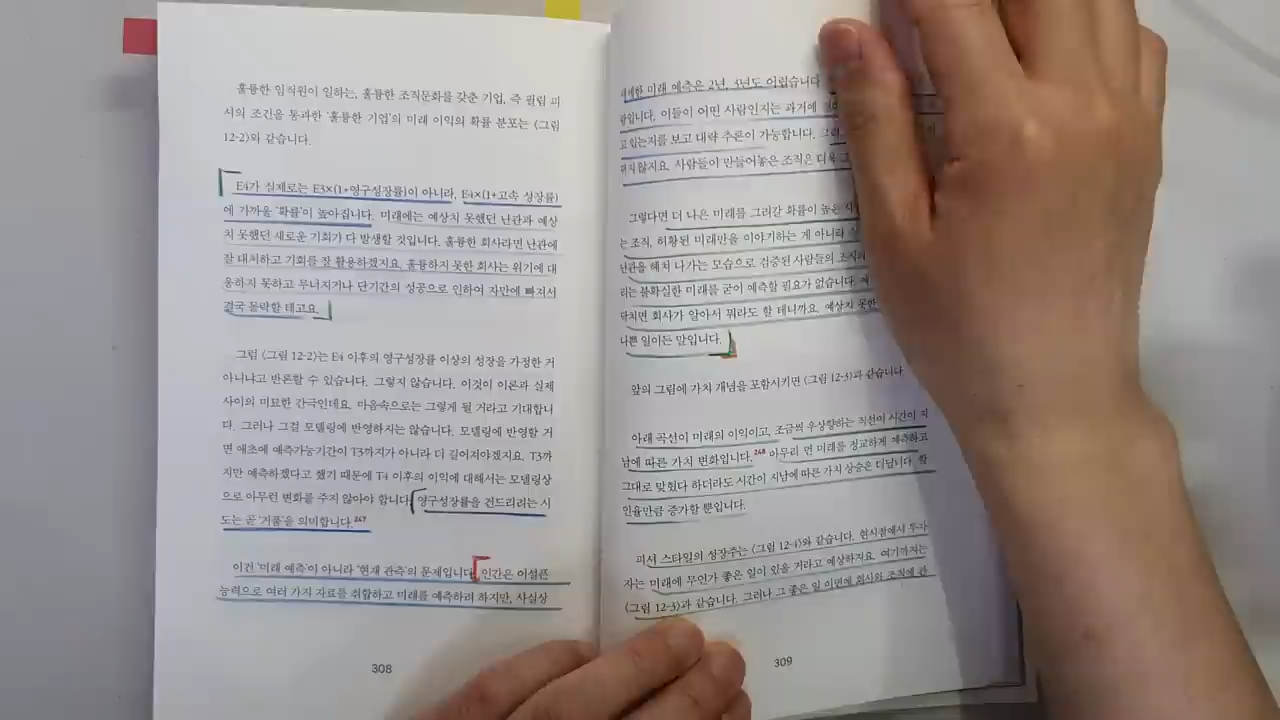 훌륭한 임직원이 일하는, 훌륭한 조직문화를 갖춘 기업, 즉 필립 피
셔의 조건을 통과한 '훌륭한 기업'의 미래 이익의 확률 분포는 〈그림
12-2〉와 같습니다.
E4가 실제로는 E3×(1+영구성장률)이 아니라, E4×(1+고속 성장률)
에 가까울 '확률'이 높아집니다. 미래에는 예상치 못했던 난관과 예상
치 못했던 새로운 기회가 다 발생할 것입니다. 훌륭한 회사라면 난관에
잘 대처하고 기회를 잘 활용하겠지요. 훌륭하지 못한 회사는 위기에 대
응하지 못하고 무너지거나 단기간의 성공으로 인하여 자만에 빠져서
결국 몰락할 테고요.
그럼 〈그림 12-2〉는 E4 이후의 영구성장률 이상의 성장을 가정한 거
아니냐고 반론할 수 있습니다. 그렇지 않습니다. 이것이 이론과 실제
사이의 미묘한 간극인데요. 마음속으로는 그렇게 될 거라고 기대합니
다. 그러나 그걸 모델링에 반영하지는 않습니다. 모델링에 반영할 거
면 애초에 예측가능기간이 T3까지가 아니라 더 길어져야겠지요. T3까
지만 예측하겠다고 했기 때문에 T4 이후의 이익에 대해서는 모델링상
으로 아무런 변화를 주지 않아야 합니다. 영구성장률을 건드리려는 시
도는 곧 '거품'을 의미합니다.247
이건 '미래 예측'이 아니라 '현재 관측'의 문제입니다. 인간은 어설픈
능력으로 여러 가지 자료를 취합하고 미래를 예측하려 하지만, 사실상
308
세세한 미래 예측은 2년, 3년도 어렵습니다
람입니다. 이들이 어떤 사람인지는 과거에
고 있는지를 보고 대략 추론이 가능합니다.
뀌지 않지요. 사람들이 만들어놓은 조직은 더욱
그렇다면 더 나은 미래를 그려갈 확률이 높은
는 조직, 허황된 미래만을 이야기하는 게 아니라
난관을 헤쳐 나가는 모습으로 검증된 사람들의
리는 불확실한 미래를 굳이 예측할 필요가 없습니다.
닥치면 회사가 알아서 뭐라도 할 테니까요. 예상치 못한
나쁜 일이든 말입니다.
앞의 그림에 가치 개념을 포함시키면 〈그림 12-3〉과 같습니다.
아래 곡선이 미래의 이익이고, 조금씩 우상향하는 직선이 시간이 지
남에 따른 가치 변화입니다.248 아무리 먼 미래를 정교하게 예측하고
그대로 맞혔다 하더라도 시간이 지남에 따른 가치 상승은 더딥니다. 할
인율만큼 증가할 뿐입니다.
피셔 스타일의 성장주는 〈그림 12-4〉와 같습니다. 현시점에서 투자
자는 미래에 무언가 좋은 일이 있을 거라고 예상하지요. 여기까지는
〈그림 12-3〉과 같습니다. 그러나 그 좋은 일 이면에 회사와 조직에 관
309